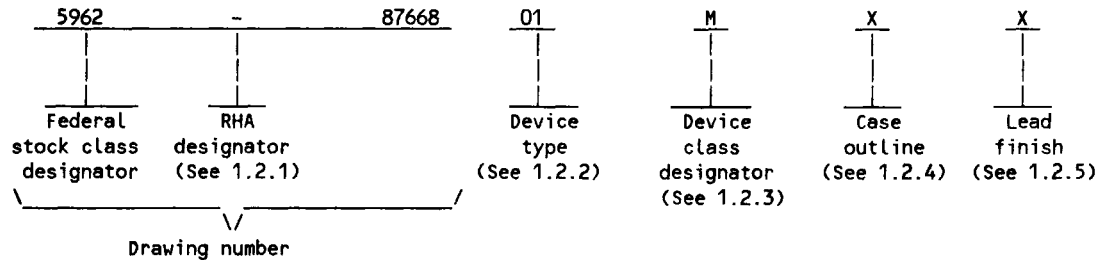 5962 - 87668 01 M X X
Federal RHA Device Device Case Lead
stock class designator type class outline finish
designator (See 1.2.1) (See 1.2.2) designator (See 1.2.4) (See 1.2.5)
(See 1.2.3)
Drawing number